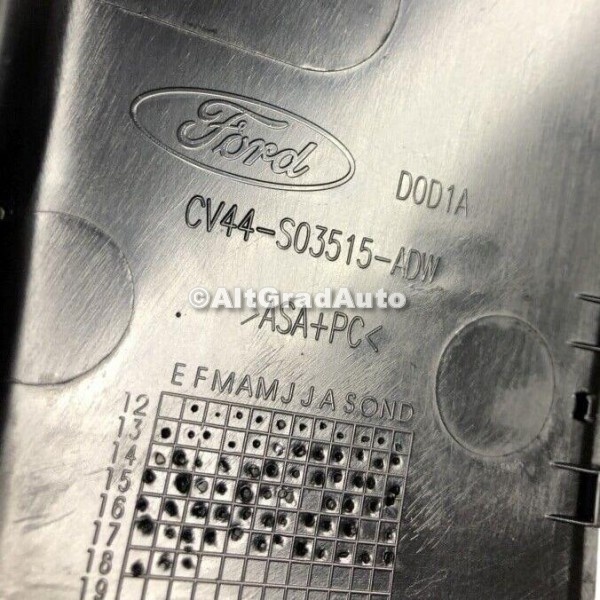 Ford
D0D1A
CV44-S03515-ADW
©AltGradAuto
>ASA+PC<
E F M A M J J A S O N D
12
13
14
15
16
17
18
19